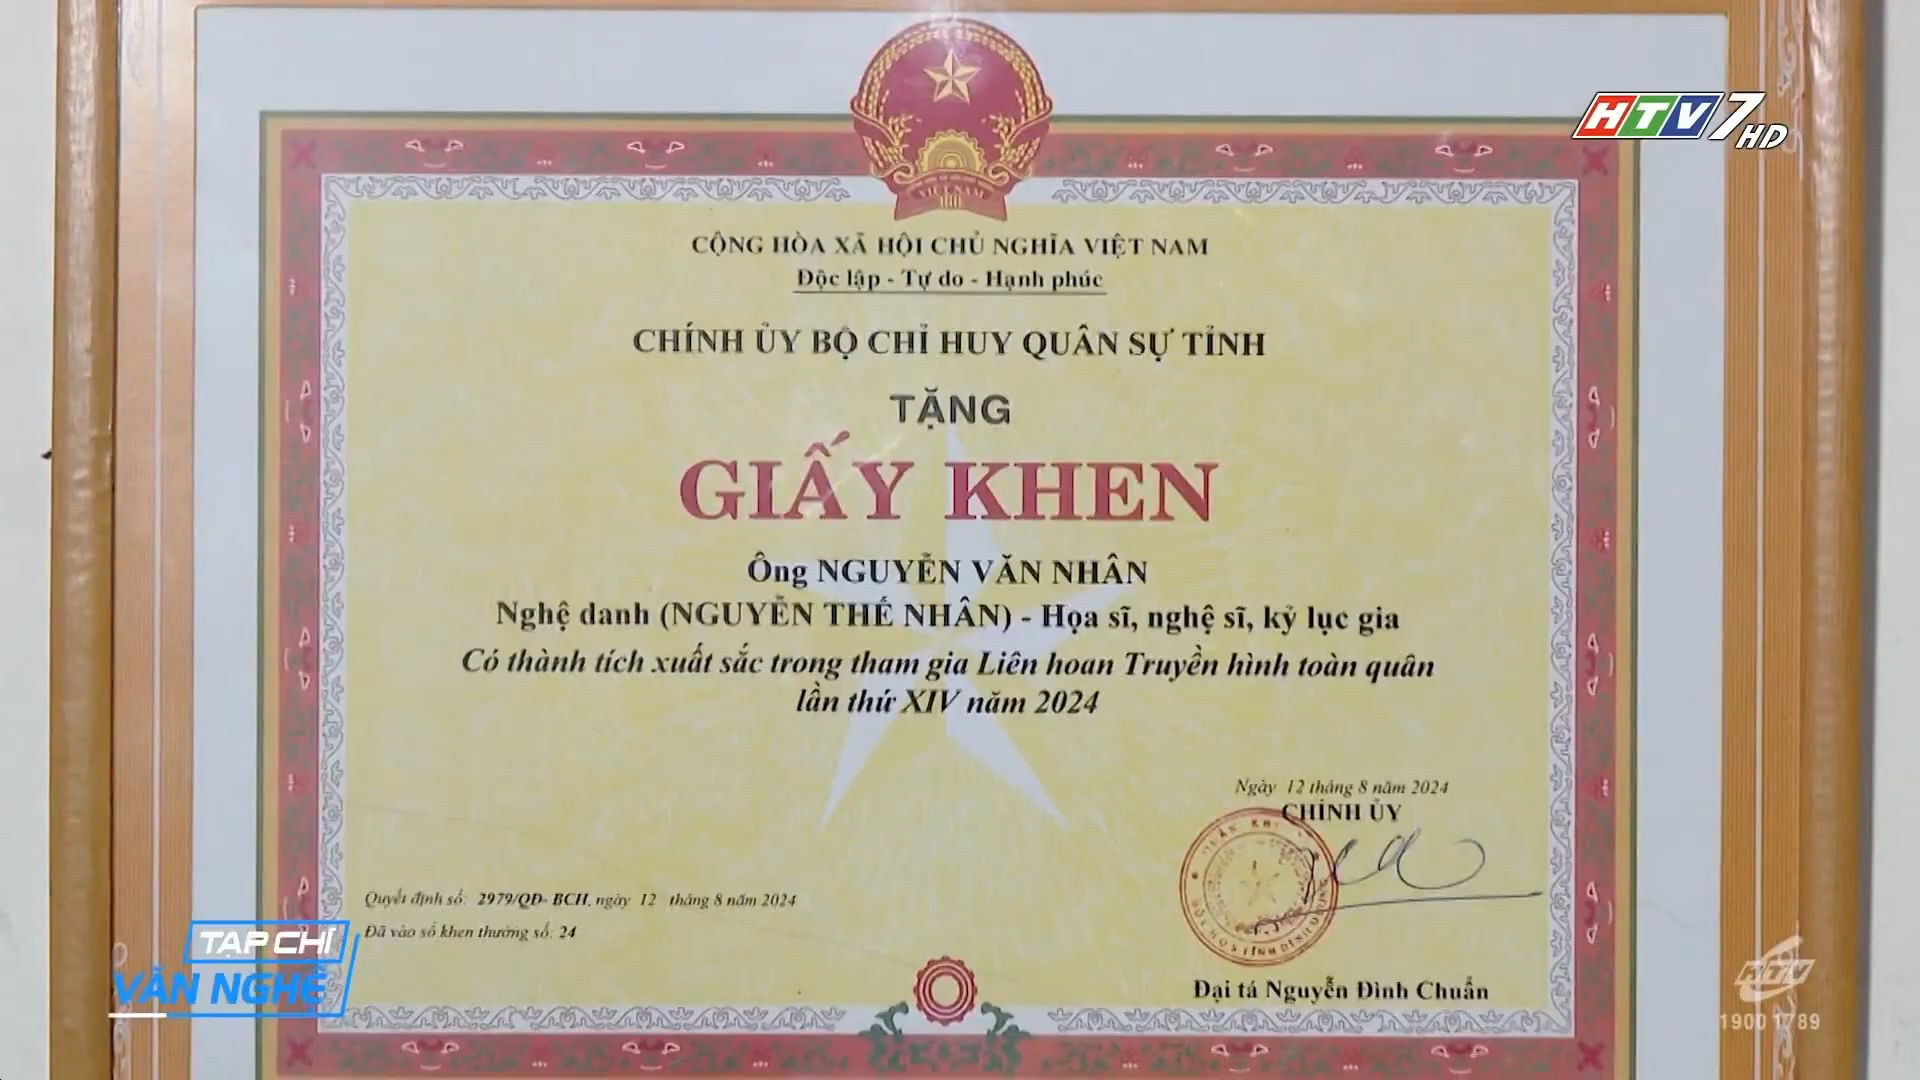 HTV7 HD
VIỆT NAM
CỘNG HÒA XÃ HỘI CHỦ NGHĨA VIỆT NAM
Độc lập - Tự do - Hạnh phúc
CHÍNH ỦY BỘ CHỈ HUY QUÂN SỰ TỈNH
TẶNG
GIẤY KHEN
Ông NGUYỄN VĂN NHÂN
Nghệ danh (NGUYỄN THẾ NHÂN) - Họa sĩ, nghệ sĩ, kỷ lục gia
Có thành tích xuất sắc trong tham gia Liên hoan Truyền hình toàn quân
lần thứ XIV năm 2024
Ngày 12 tháng 8 năm 2024
CHÍNH ỦY
Quyết định số: 2979/QĐ- BCH, ngày 12 tháng 8 năm 2024
Đã vào sổ khen thưởng số: 24
Đại tá Nguyễn Đình Chuẩn
TẠP CHÍ
VĂN NGHỆ
HTV
1900 1789